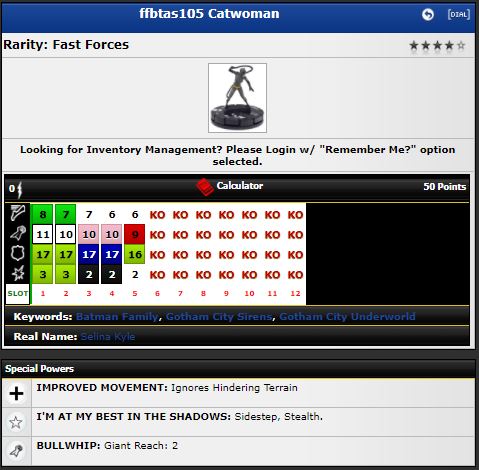 ffbtas105 Catwoman [DIAL]
Rarity: Fast Forces
Looking for Inventory Management? Please Login w/ "Remember Me?" option
selected.
0 Calculator 50 Points
8 7 7 6 6 KO KO KO KO KO KO KO
11 10 10 10 9 KO KO KO KO KO KO KO
17 17 17 17 16 KO KO KO KO KO KO KO
3 3 2 2 2 KO KO KO KO KO KO KO
SLOT 1 2 3 4 5 6 7 8 9 10 11 12
Keywords: Batman Family, Gotham City Sirens, Gotham City Underworld
Real Name: Selina Kyle
Special Powers
IMPROVED MOVEMENT: Ignores Hindering Terrain
I'M AT MY BEST IN THE SHADOWS: Sidestep, Stealth.
BULLWHIP: Giant Reach: 2